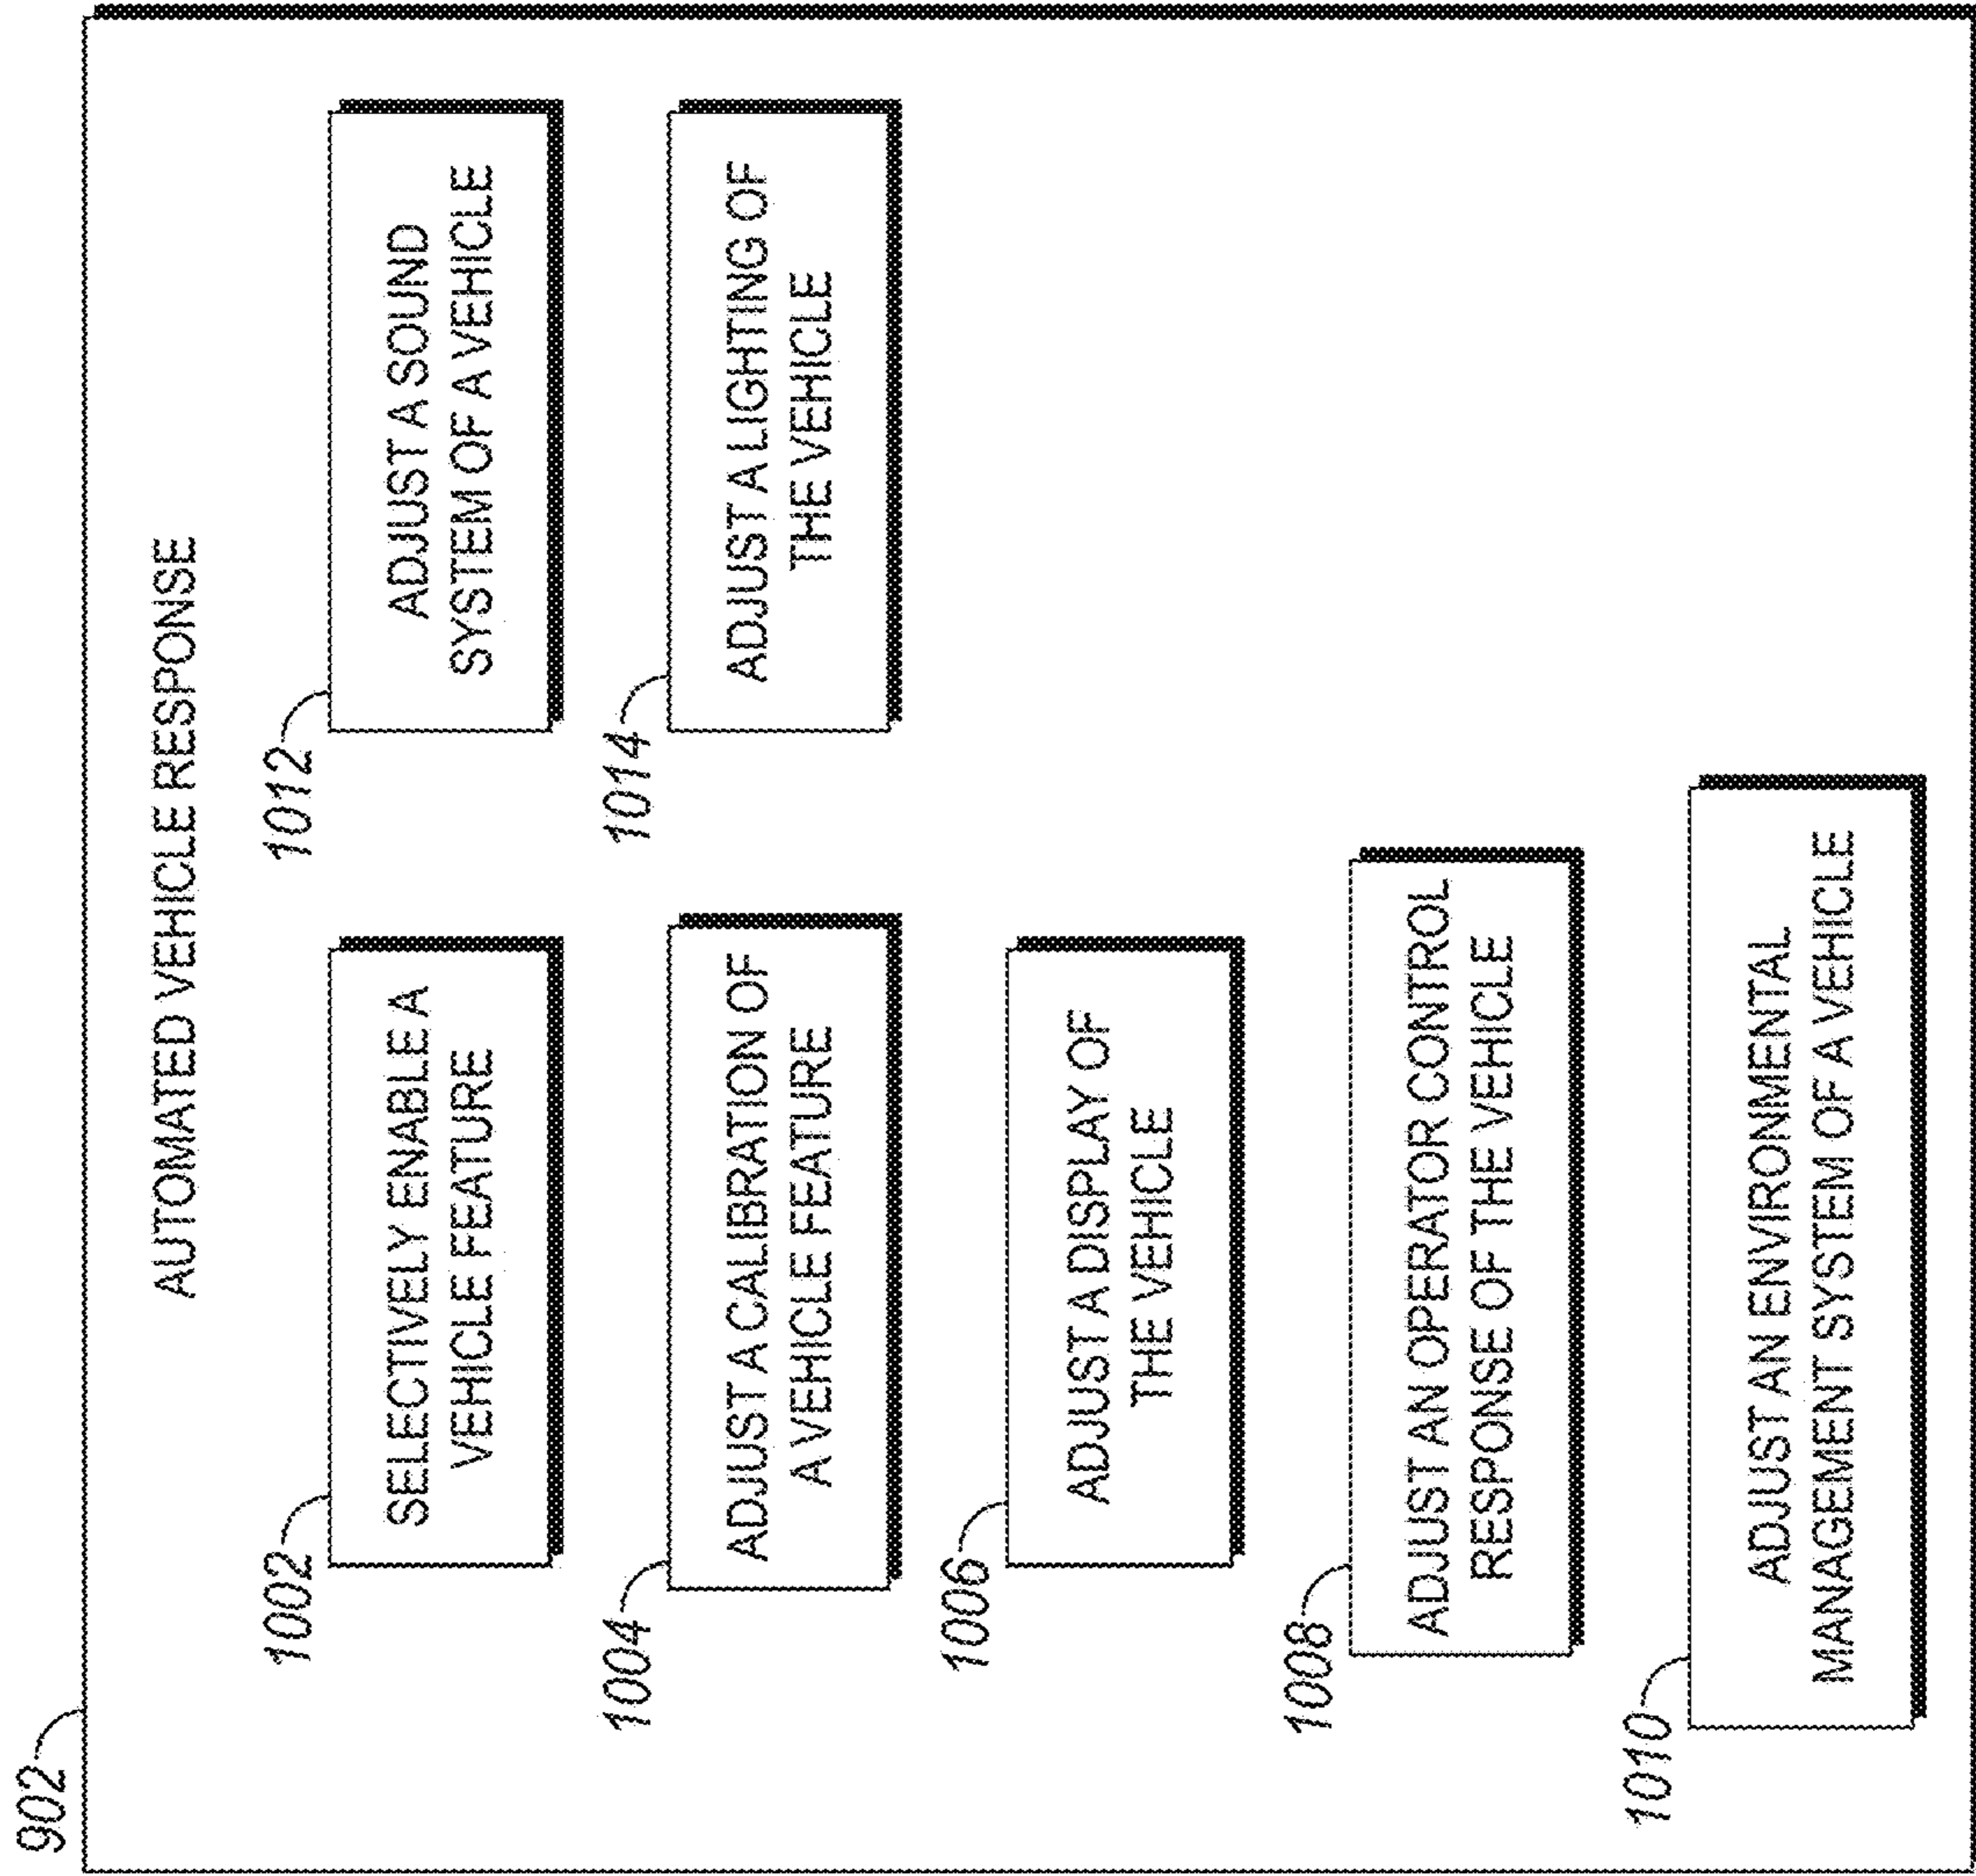 902
AUTOMATED VEHICLE RESPONSE
1002
SELECTIVELY ENABLE A
VEHICLE FEATURE
1004
ADJUST A CALIBRATION OF
A VEHICLE FEATURE
1006
ADJUST A DISPLAY OF
THE VEHICLE
1008
ADJUST AN OPERATOR CONTROL
RESPONSE OF THE VEHICLE
1010
ADJUST AN ENVIRONMENTAL
MANAGEMENT SYSTEM OF A VEHICLE
1012
ADJUST A SOUND
SYSTEM OF A VEHICLE
1014
ADJUST A LIGHTING OF
THE VEHICLE